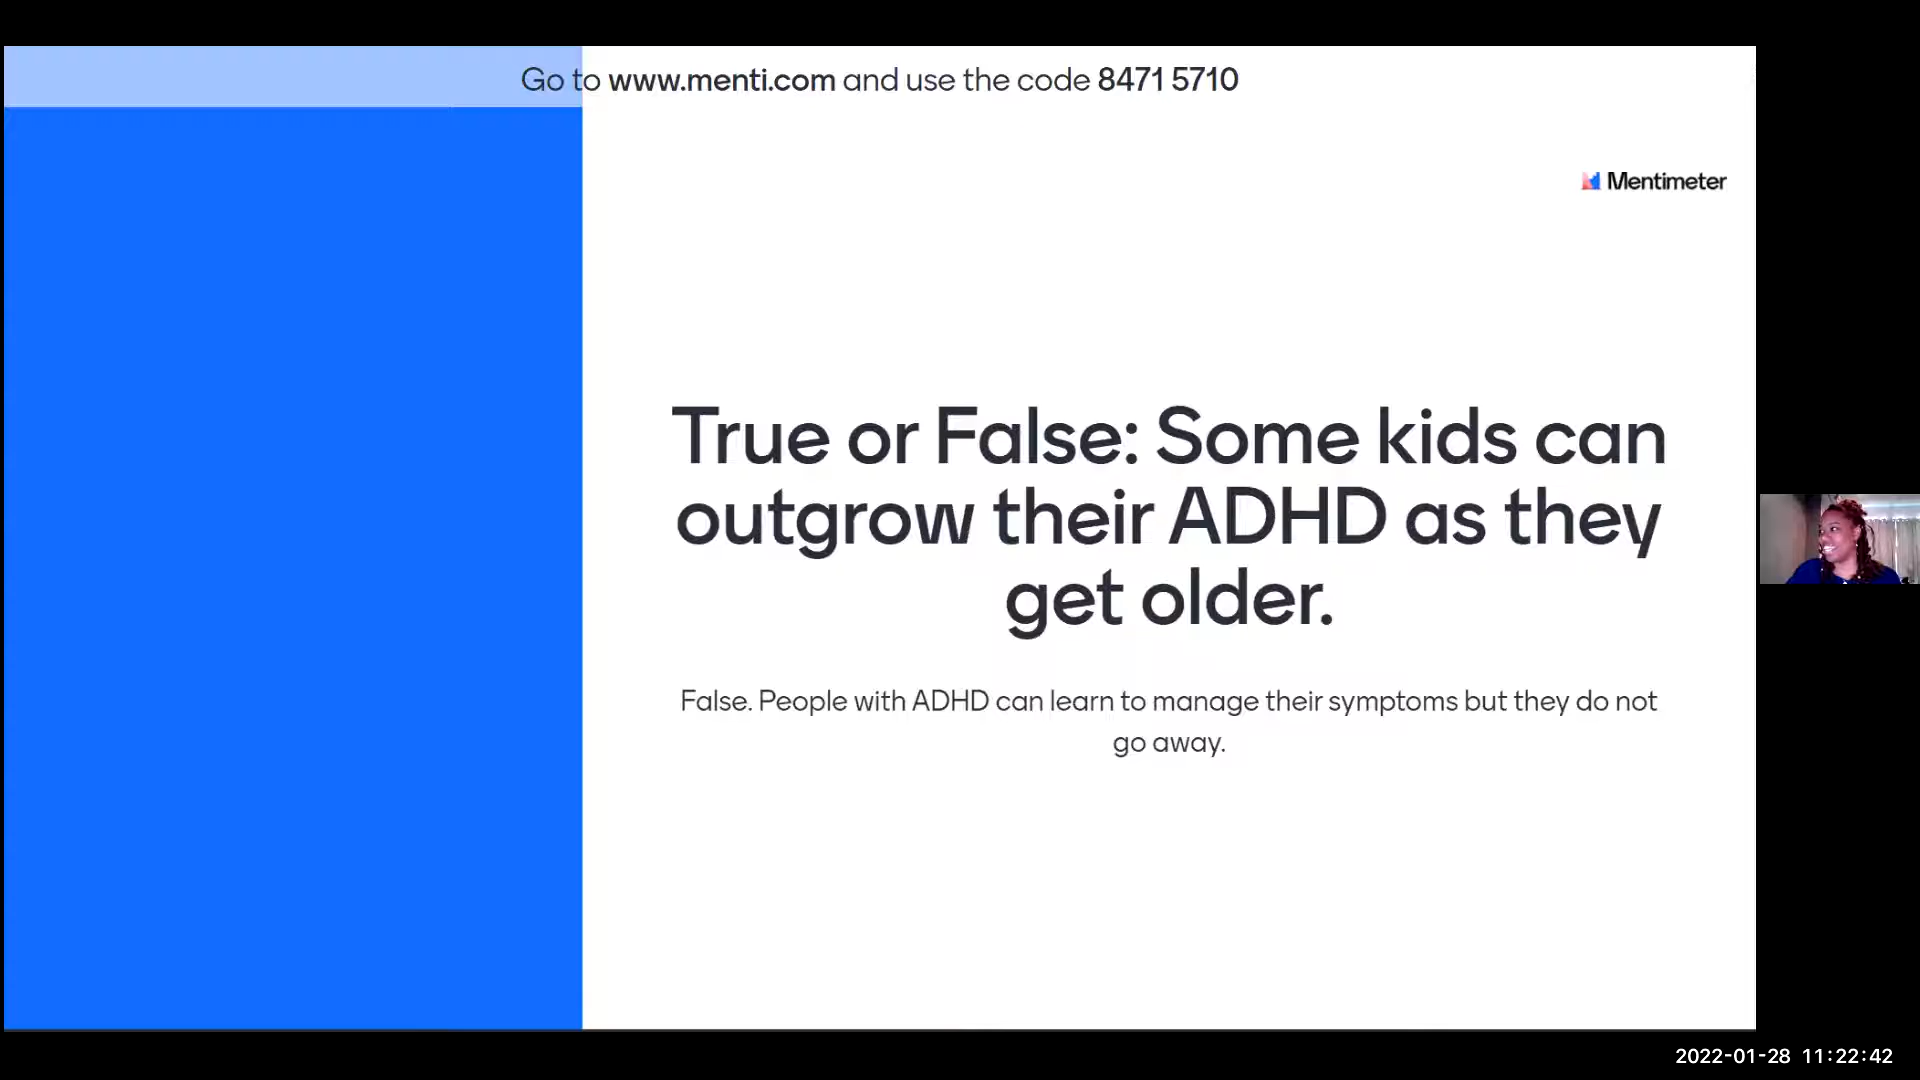 Go to www.menti.com and use the code 8471 5710
Mentimeter
True or False: Some kids can
outgrow their ADHD as they
get older.
False. People with ADHD can learn to manage their symptoms but they do not
go away.
2022-01-28 11:22:42